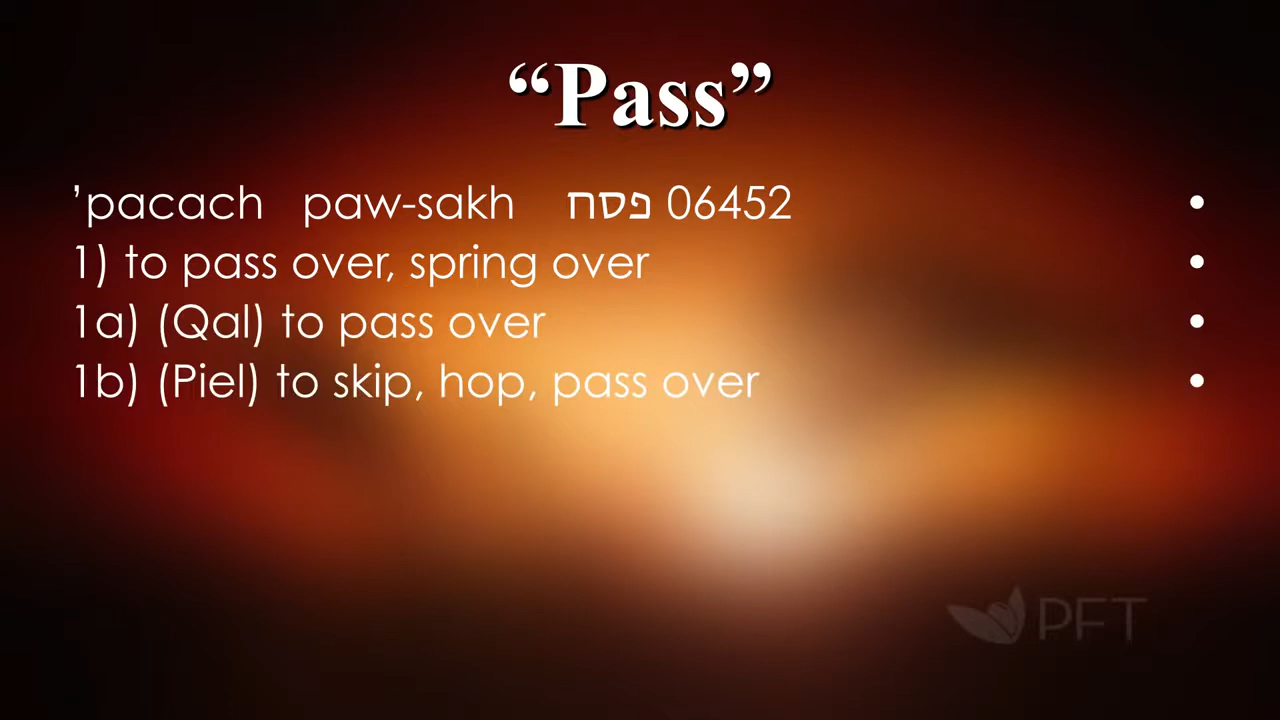 “Pass”
’pacach paw-sakh פסח 06452 •
1) to pass over, spring over •
1a) (Qal) to pass over •
1b) (Piel) to skip, hop, pass over •
PFT